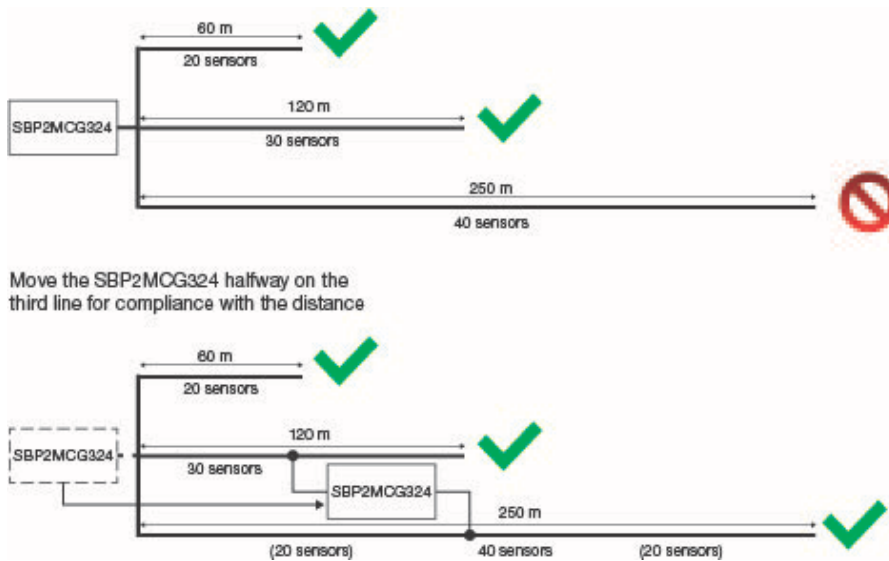 60 m
20 sensors
SBP2MCG324
120 m
30 sensors
250 m
40 sensors
Move the SBP2MCG324 halfway on the
third line for compliance with the distance
60 m
20 sensors
SBP2MCG324
120 m
30 sensors
SBP2MCG324
250 m
(20 sensors) 40 sensors (20 sensors)